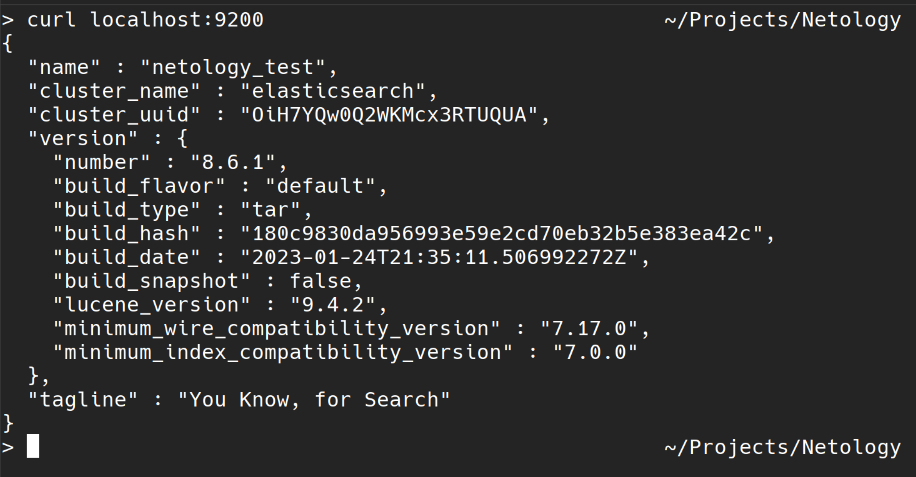 > curl localhost:9200 ~/Projects/Netology
{
  "name" : "netology_test",
  "cluster_name" : "elasticsearch",
  "cluster_uuid" : "OiH7YQw0Q2WKMcx3RTUQUA",
  "version" : {
    "number" : "8.6.1",
    "build_flavor" : "default",
    "build_type" : "tar",
    "build_hash" : "180c9830da956993e59e2cd70eb32b5e383ea42c",
    "build_date" : "2023-01-24T21:35:11.506992272Z",
    "build_snapshot" : false,
    "lucene_version" : "9.4.2",
    "minimum_wire_compatibility_version" : "7.17.0",
    "minimum_index_compatibility_version" : "7.0.0"
  },
  "tagline" : "You Know, for Search"
}
> ~/Projects/Netology